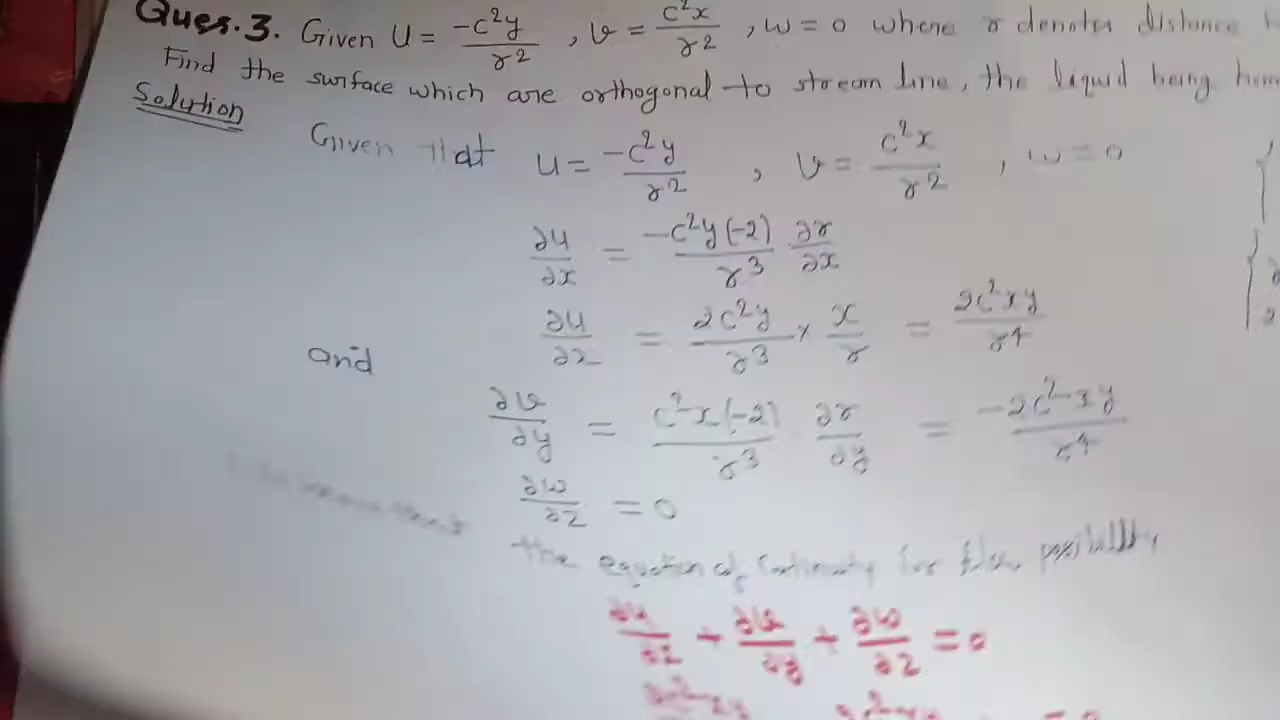 Ques.3. Given U = -c²y/r², v = c²x/r², w = 0 where r denotes distance
Find the surface which are orthogonal to stream line, the liquid being
Solution
Given that U = -c²y/r², v = c²x/r², w = 0
∂u/∂x = -c²y(-2)/r³ ∂r/∂x
∂u/∂x = 2c²y/r³ × x/r = 2c²xy/r⁴
and
∂v/∂y = c²x(-2)/r³ · ∂r/∂y = -2c²xy/r⁴
∂w/∂z = 0
the equation of continuity for flow possibility
∂u/∂x + ∂v/∂y + ∂w/∂z = 0